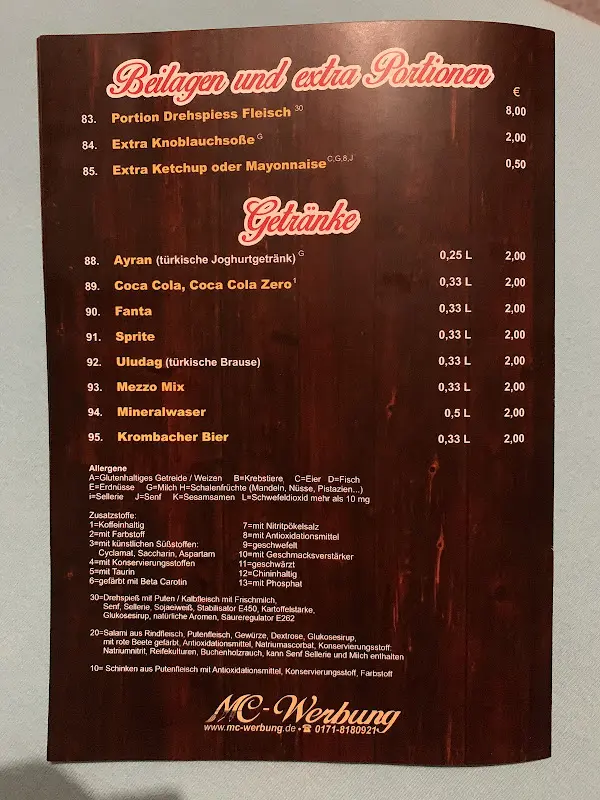 Beilagen und extra Portionen
€
83. Portion Drehspiess Fleisch 30 8,00
84. Extra Knoblauchsoße G 2,00
85. Extra Ketchup oder Mayonnaise C,G,8,J 0,50
Getränke
88. Ayran (türkische Joghurtgetränk) G 0,25 L 2,00
89. Coca Cola, Coca Cola Zero 1 0,33 L 2,00
90. Fanta 0,33 L 2,00
91. Sprite 0,33 L 2,00
92. Uludag (türkische Brause) 0,33 L 2,00
93. Mezzo Mix 0,33 L 2,00
94. Mineralwaser 0,5 L 2,00
95. Krombacher Bier 0,33 L 2,00
Allergene
A=Glutenhaltiges Getreide / Weizen B=Krebstiere C=Eier D=Fisch
E=Erdnüsse G=Milch H=Schalenfrüchte (Mandeln, Nüsse, Pistazien...)
i=Sellerie J=Senf K=Sesamsamen L=Schwefeldioxid mehr als 10 mg
Zusatzstoffe:
1=Koffeinhaltig 7=mit Nitritpökelsalz
2=mit Farbstoff 8=mit Antioxidationsmittel
3=mit künstlichen Süßstoffen: 9=geschwefelt
Cyclamat, Saccharin, Aspartam 10=mit Geschmacksverstärker
4=mit Konservierungsstoffen 11=geschwärzt
5=mit Taurin 12=Chininhaltig
6=gefärbt mit Beta Carotin 13=mit Phosphat
30=Drehspieß mit Puten / Kalbfleisch mit Frischmilch,
Senf, Sellerie, Sojaeiweiß, Stabilisator E450, Kartoffelstärke,
Glukosesirup, natürliche Aromen, Säureregulator E262
20=Salami aus Rindfleisch, Putenfleisch, Gewürze, Dextrose, Glukosesirup,
mit rote Beete gefärbt, Antioxidationsmittel, Natriumascorbat, Konservierungsstoff:
Natriumnitrit, Reifekulturen, Buchenholzrauch, kann Senf Sellerie und Milch enthalten
10= Schinken aus Putenfleisch mit Antioxidationsmittel, Konservierungsstoff, Farbstoff
MC-Werbung
www.mc-werbung.de • ☎ 0171-8180921